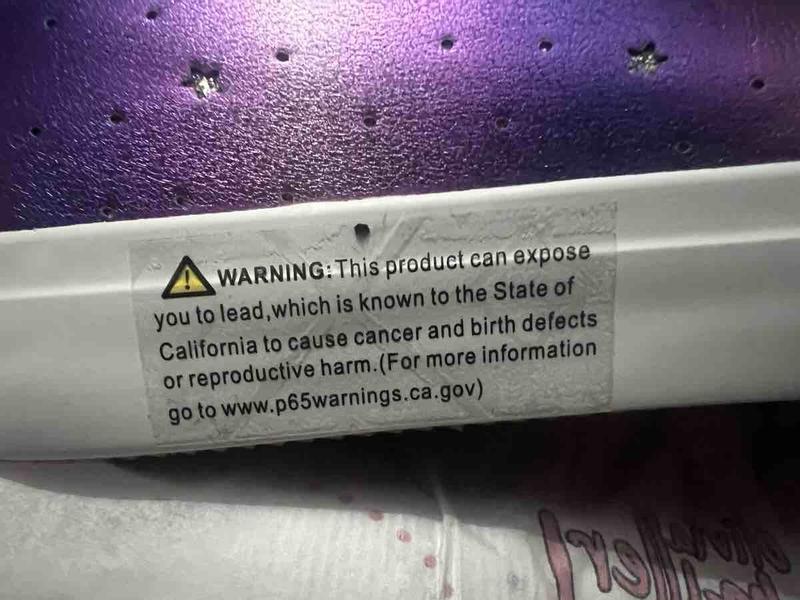 WARNING: This product can expose
you to lead,which is known to the State of
California to cause cancer and birth defects
or reproductive harm.(For more information
go to www.p65warnings.ca.gov)